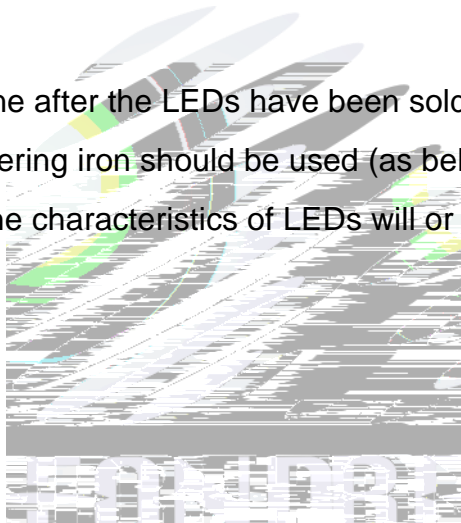 ne after the LEDs have been sold
ering iron should be used (as bel
ne characteristics of LEDs will or